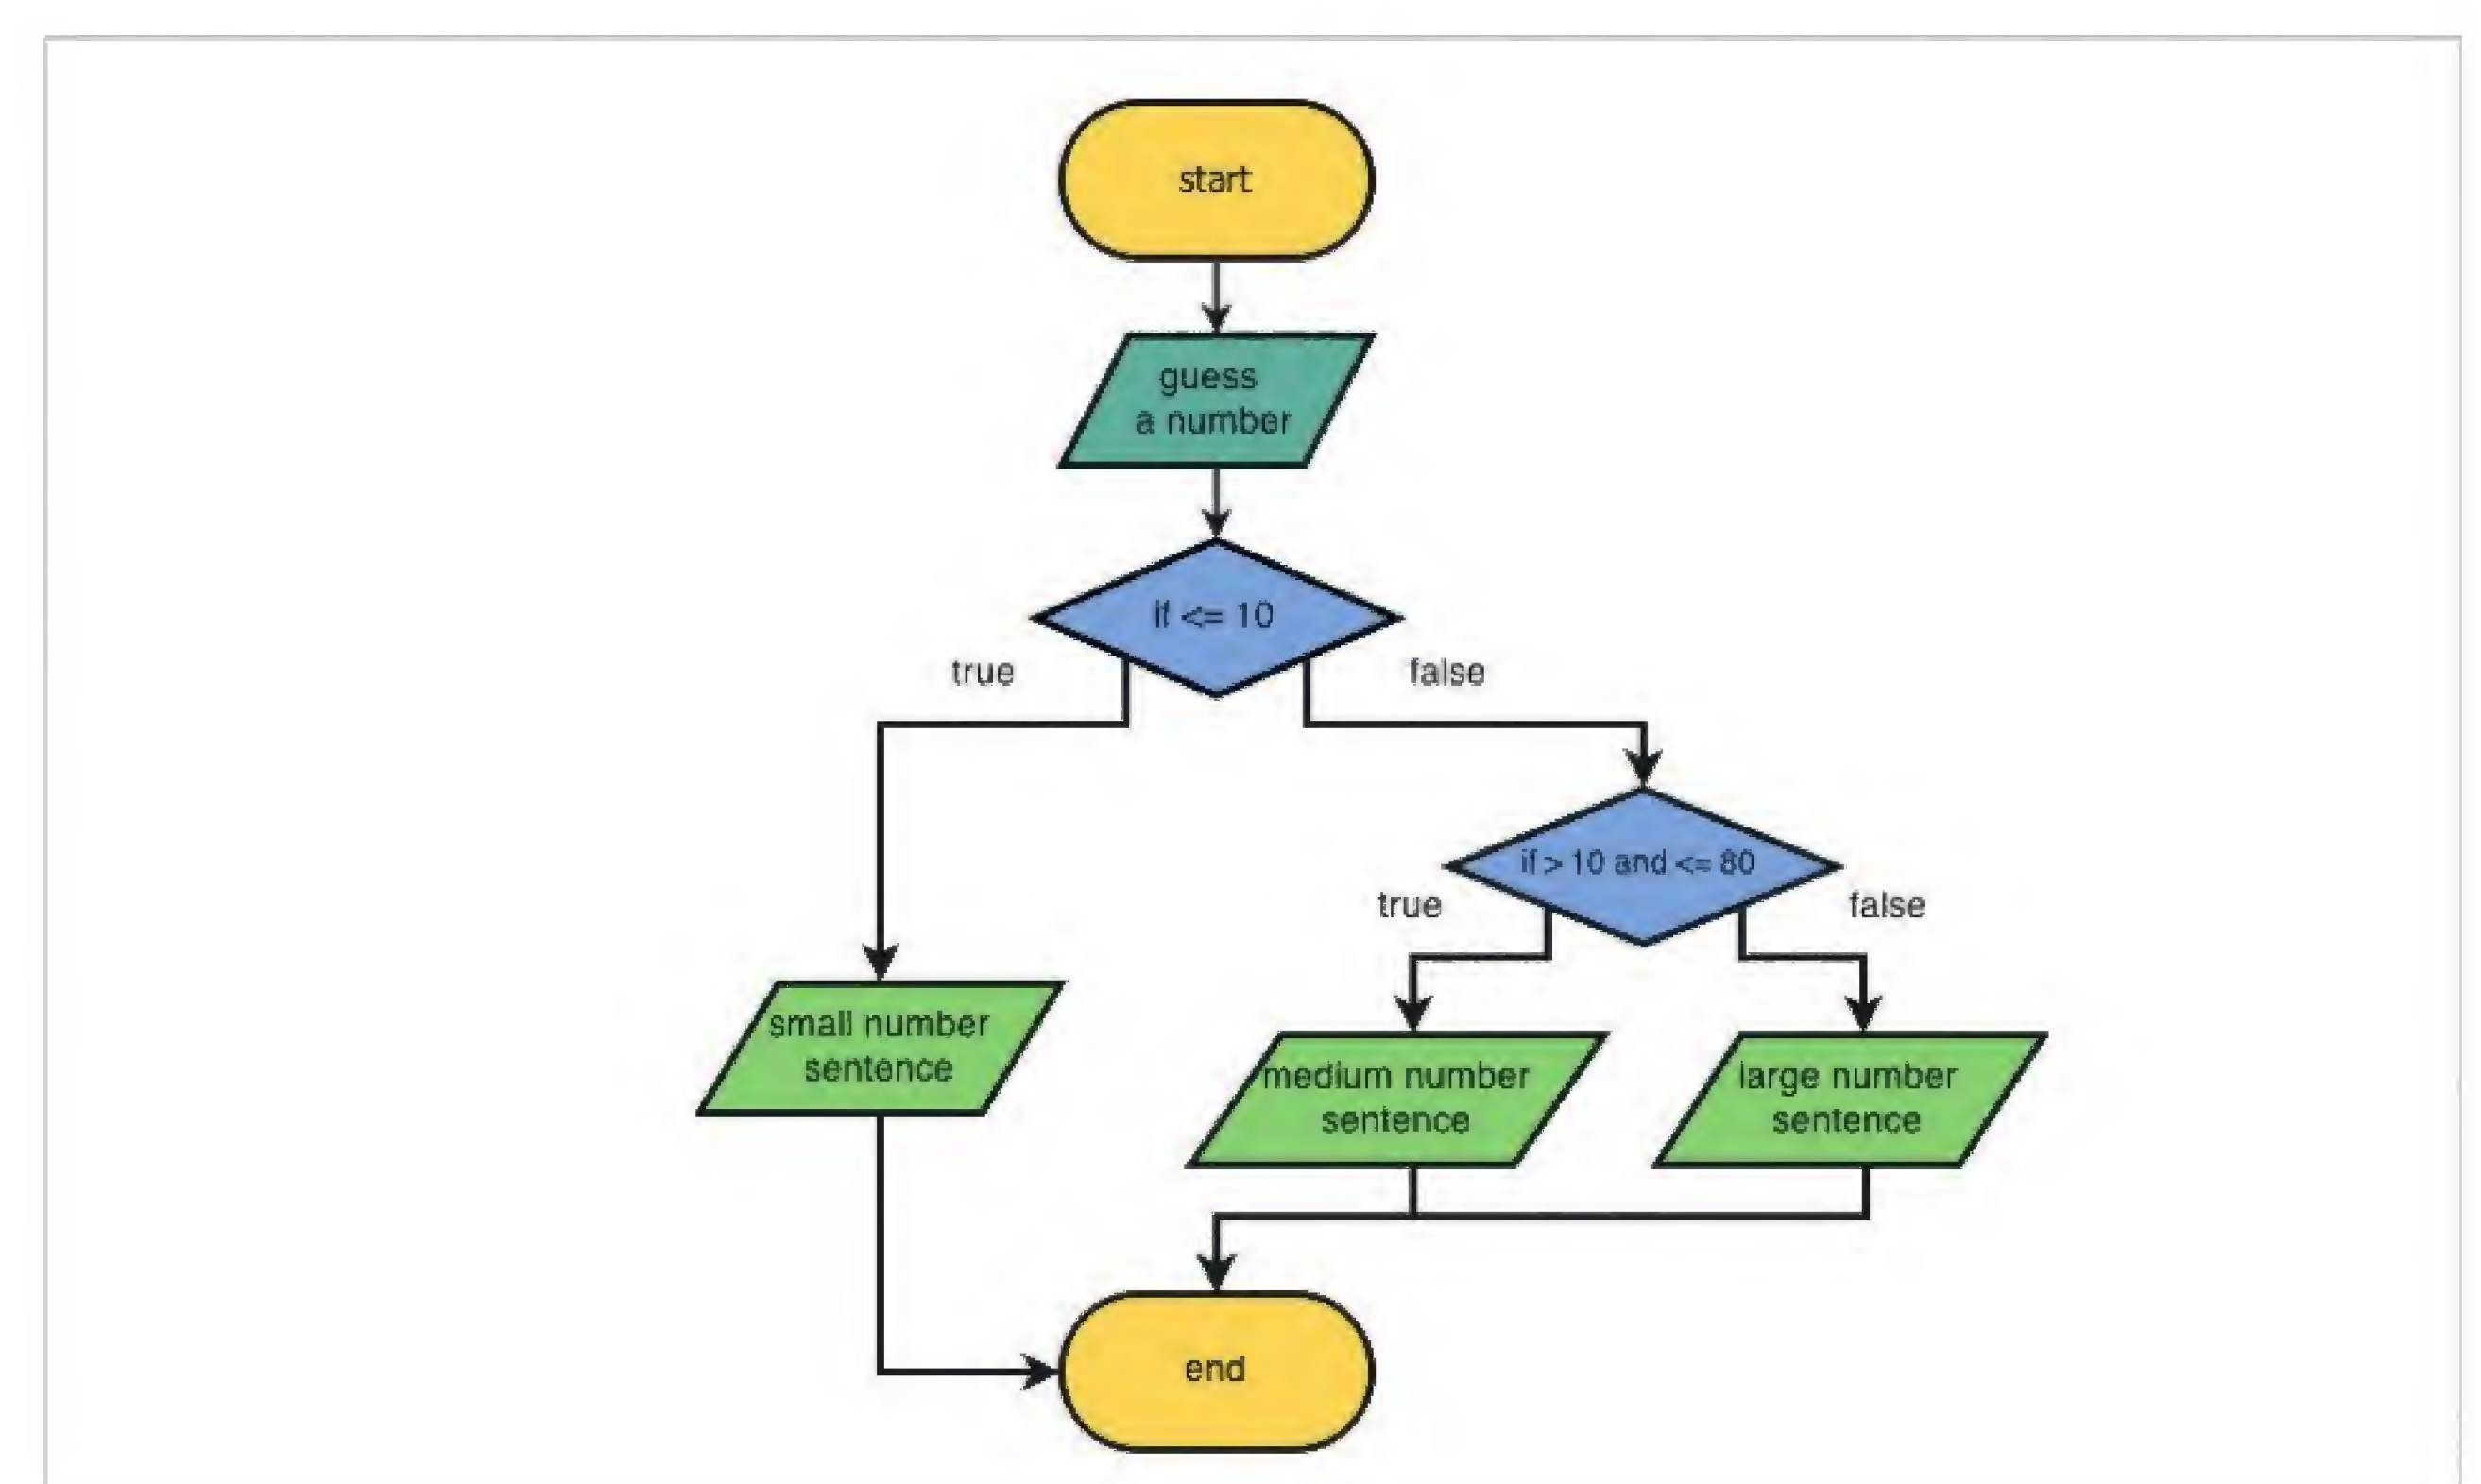 start
guess
a number
if <= 10
true
false
if > 10 and <= 80
true
false
small number
sentence
medium number
sentence
large number
sentence
end